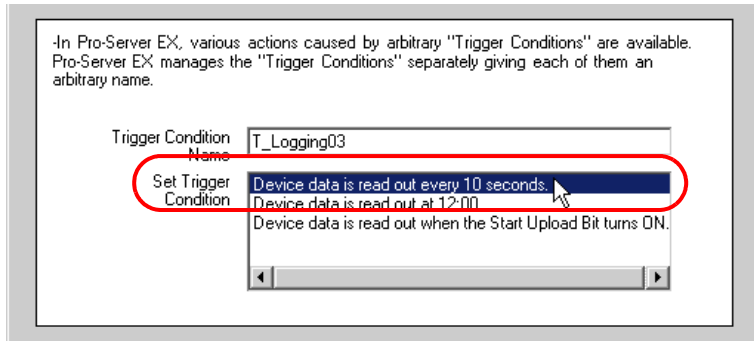 -In Pro-Server EX, various actions caused by arbitrary "Trigger Conditions" are available.
Pro-Server EX manages the "Trigger Conditions" separately giving each of them an
arbitrary name.
Trigger Condition Name
T_Logging03
Set Trigger Condition
Device data is read out every 10 seconds.
Device data is read out at 12:00
Device data is read out when the Start Upload Bit turns ON.